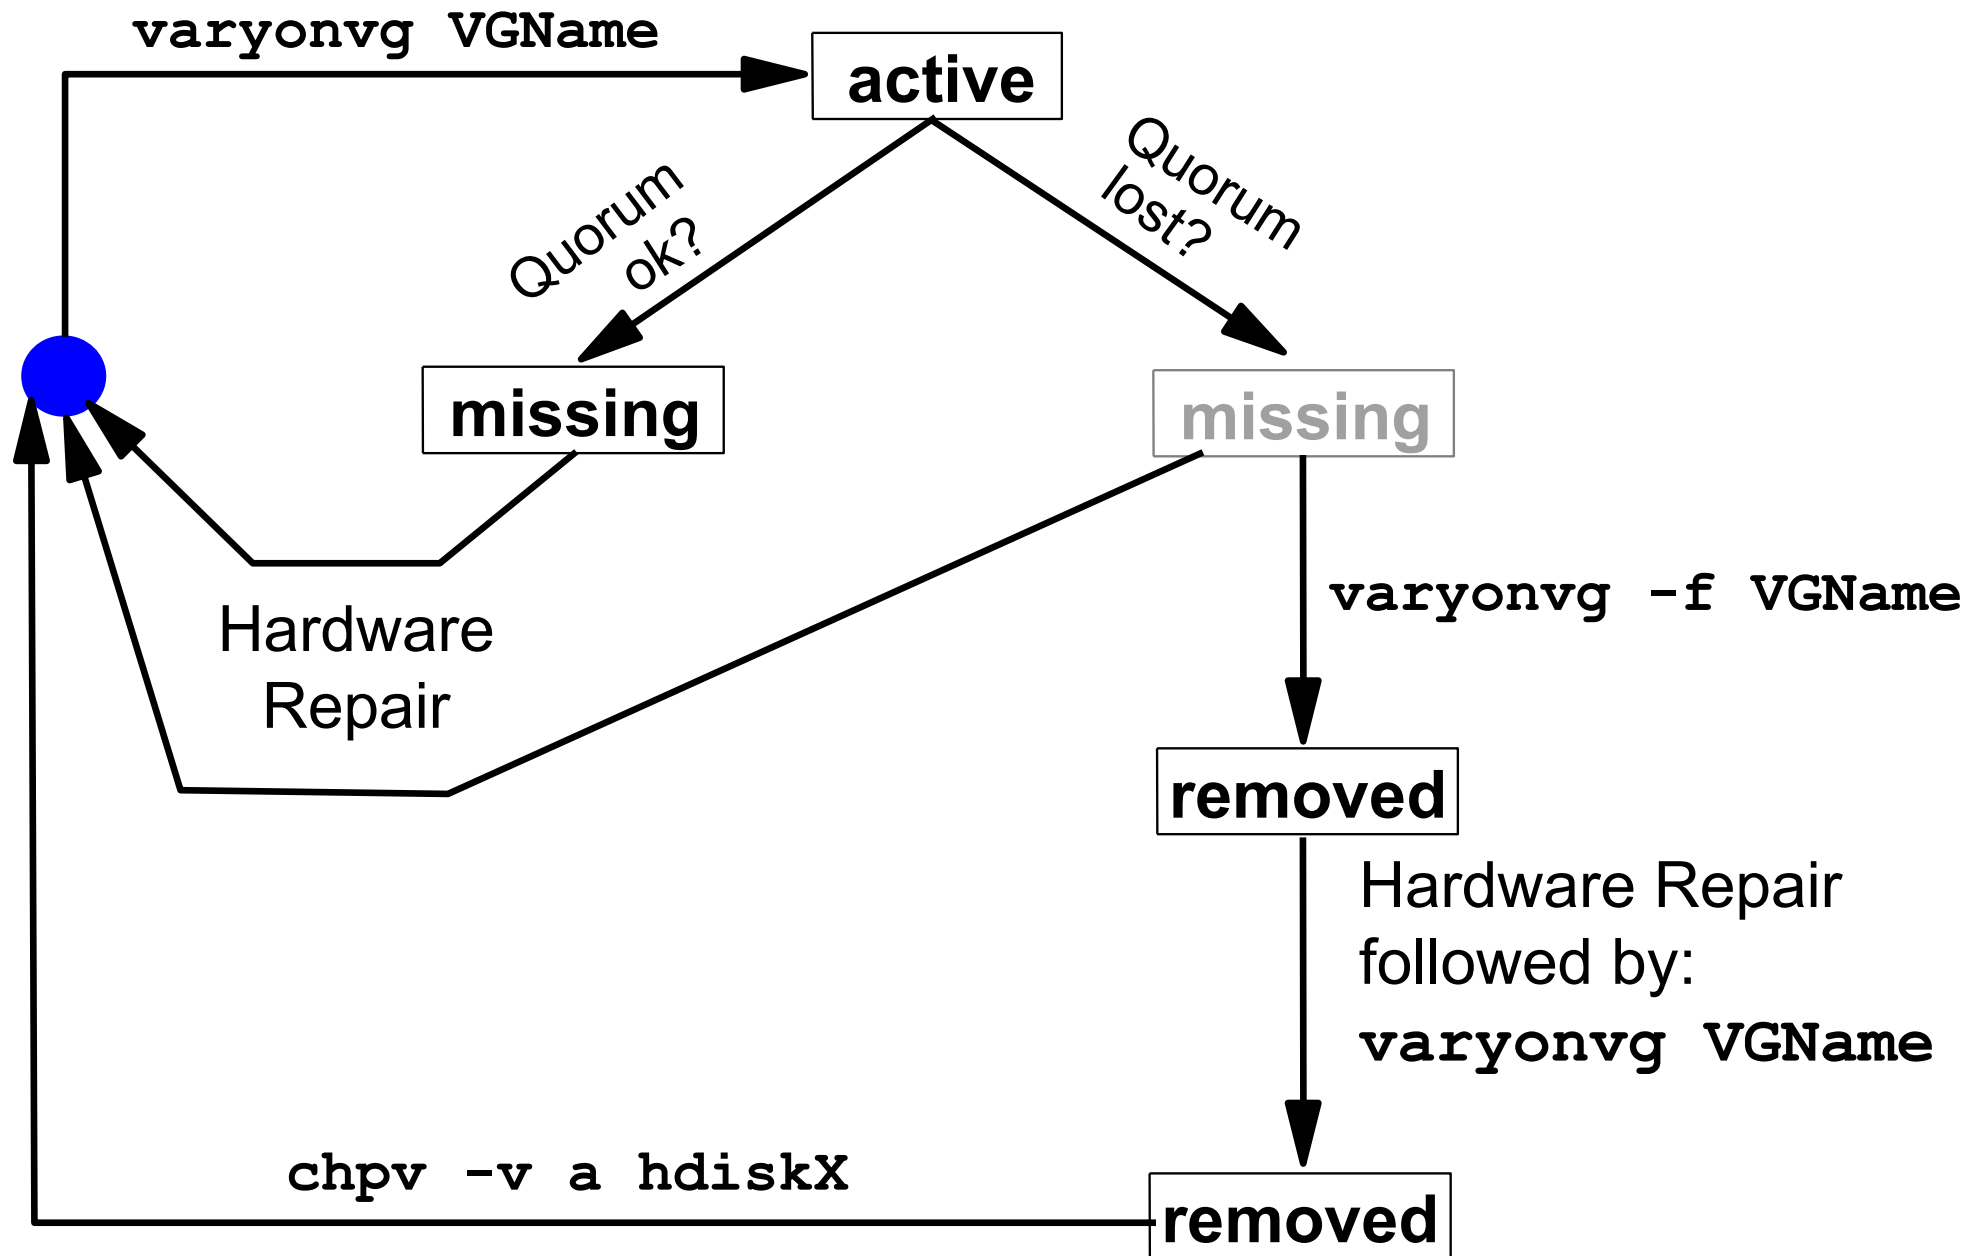 varyonvg VGName
active
Quorum
ok?
Quorum
lost?
missing
missing
varyonvg -f VGName
Hardware
Repair
removed
Hardware Repair
followed by:
varyonvg VGName
chpv -v a hdiskX
removed